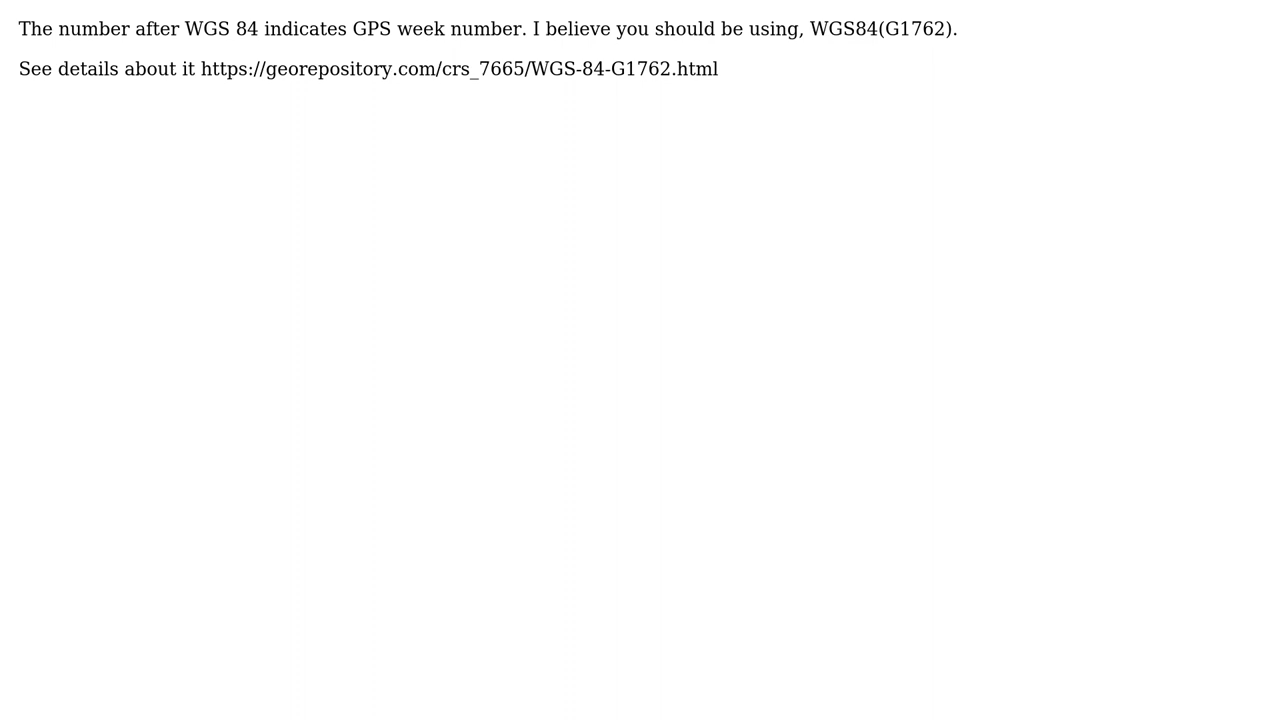 The number after WGS 84 indicates GPS week number. I believe you should be using, WGS84(G1762).
See details about it https://georepository.com/crs_7665/WGS-84-G1762.html